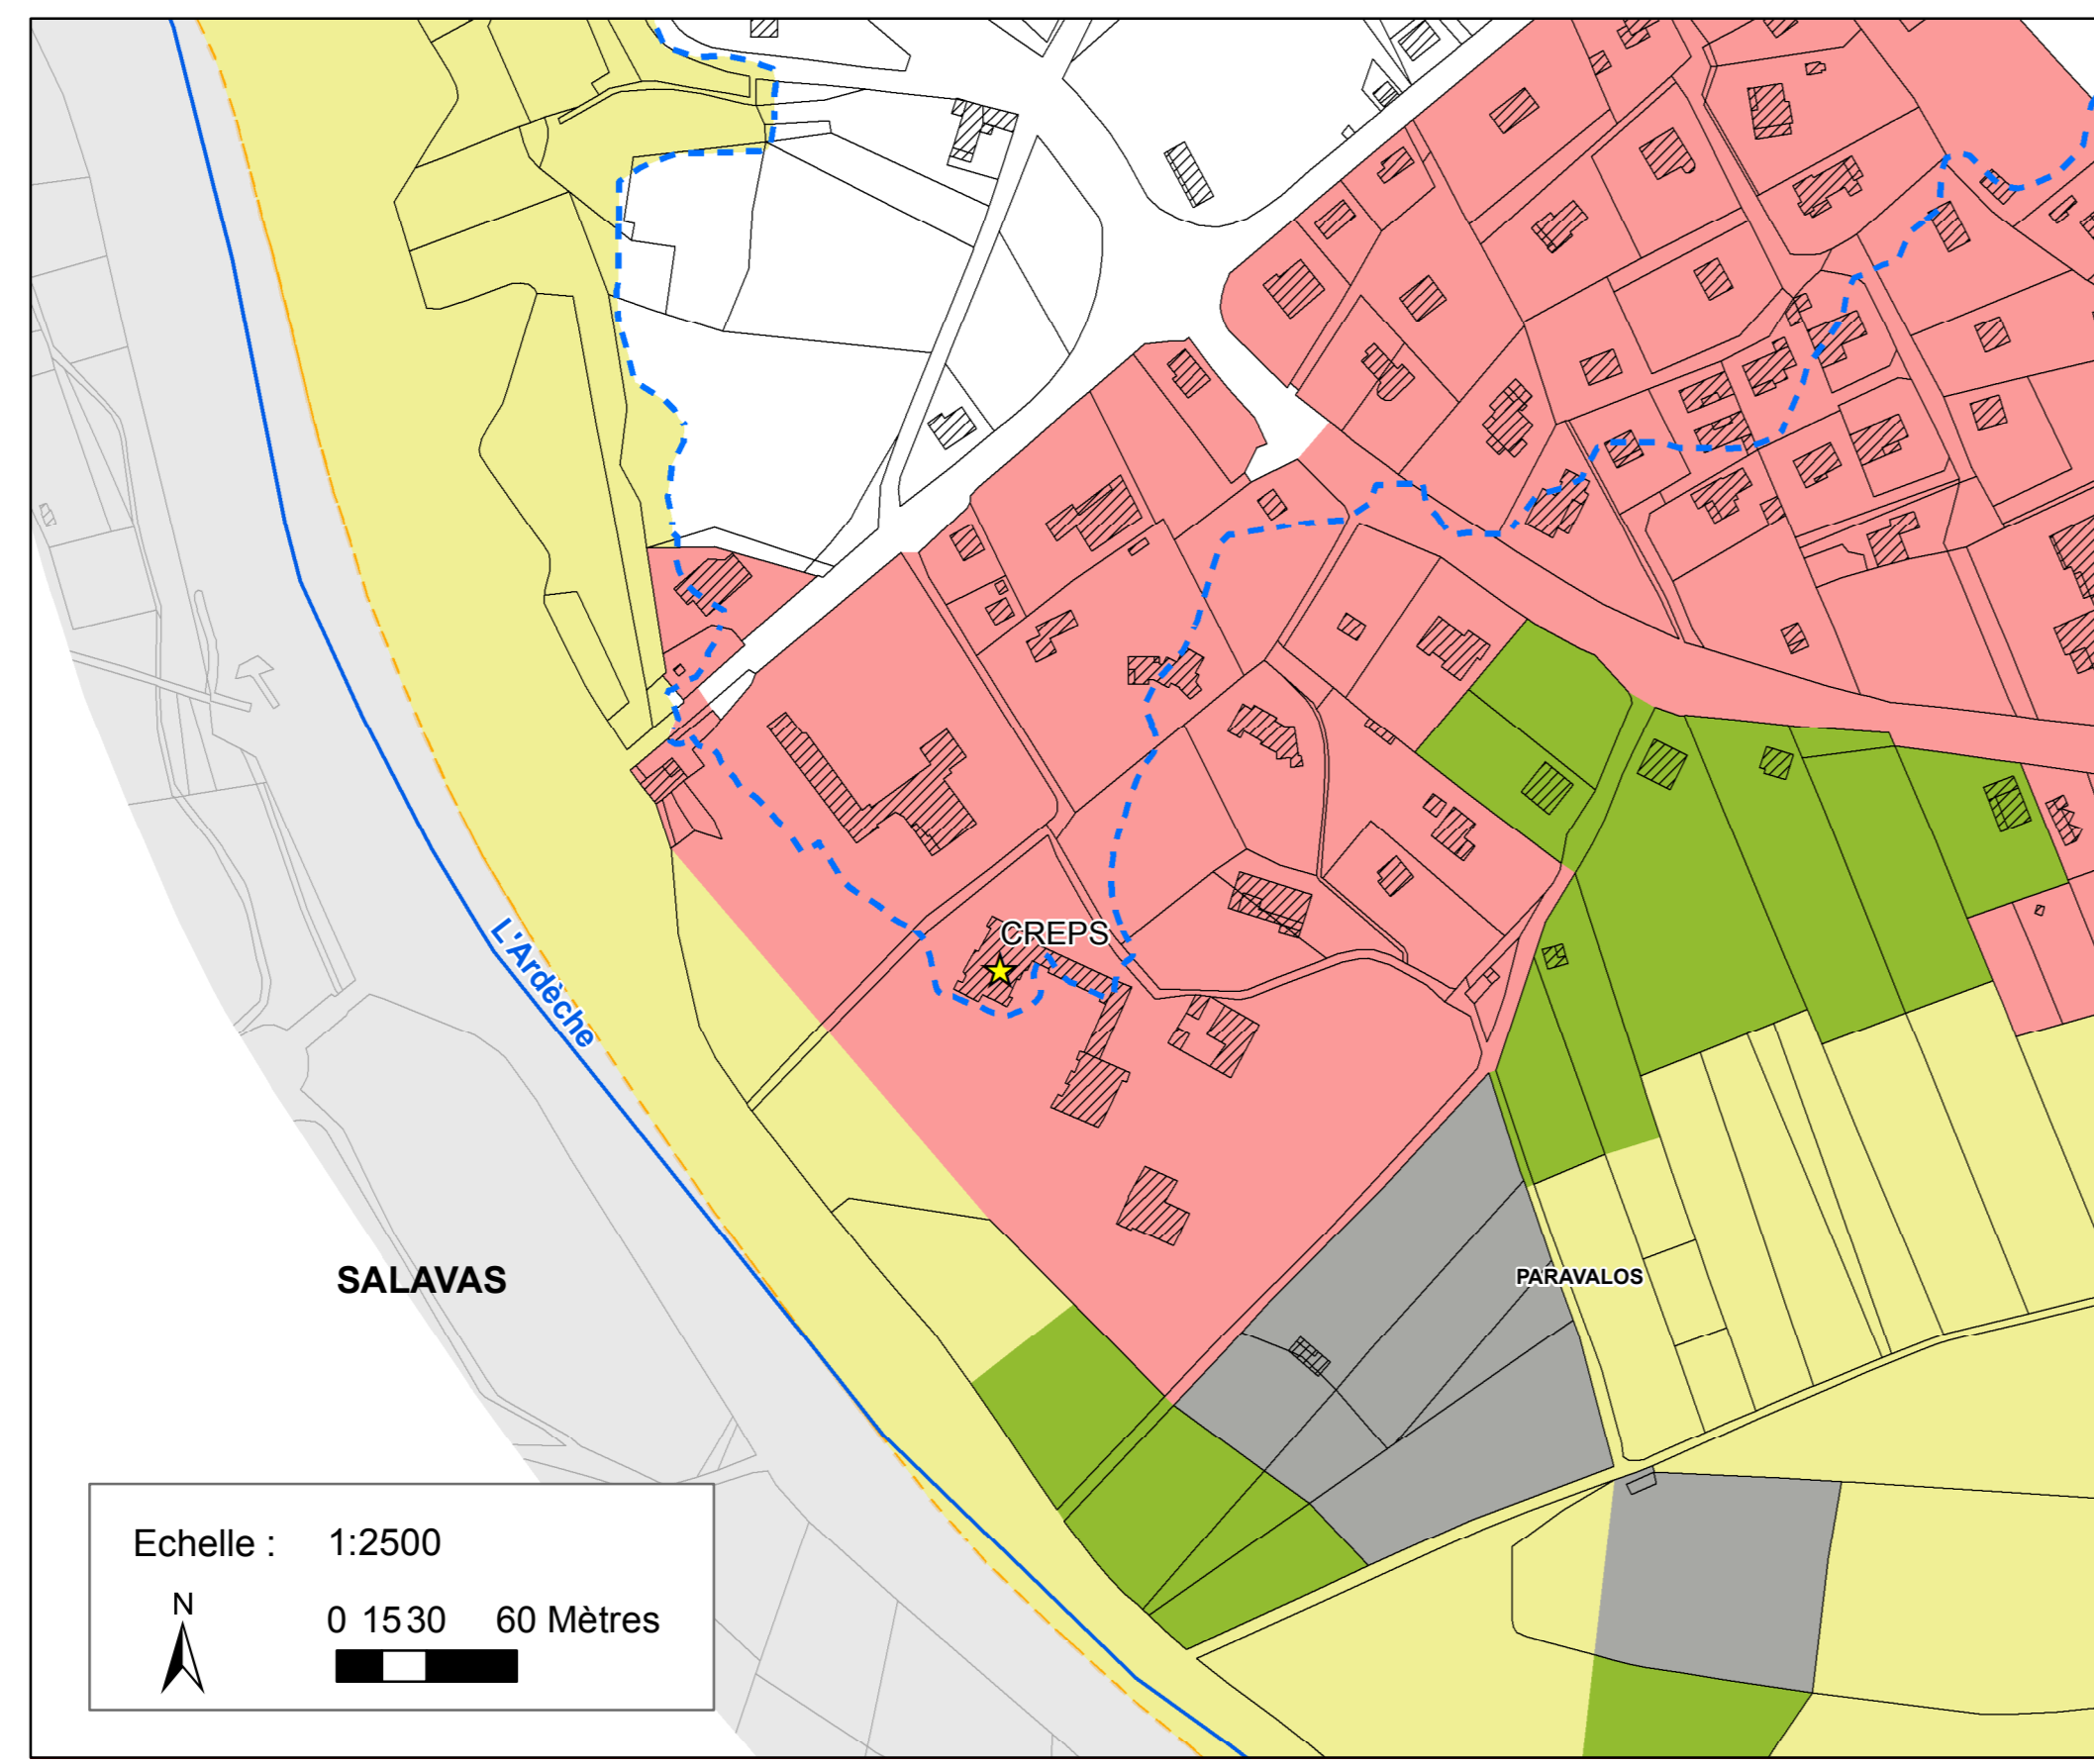 CREPS
L'Ardèche
SALAVAS
PARAVALOS
Echelle : 1:2500
N
0 15 30 60 Mètres